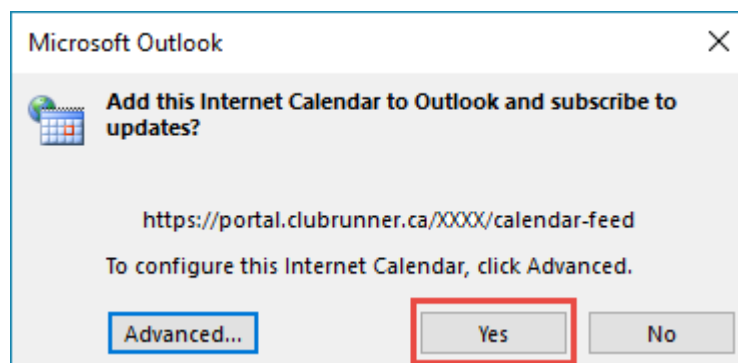 Microsoft Outlook
Add this Internet Calendar to Outlook and subscribe to
updates?
https://portal.clubrunner.ca/XXXX/calendar-feed
To configure this Internet Calendar, click Advanced.
Advanced... Yes No